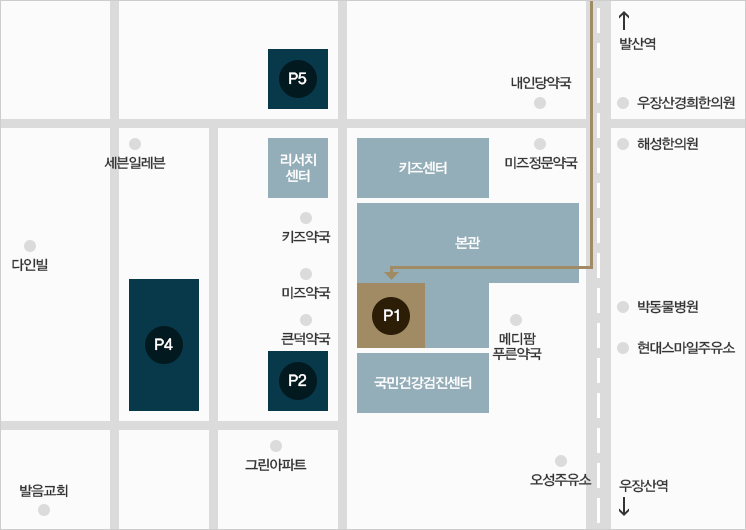 발산역
P5
내인당약국
우장산경희한의원
세븐일레븐
리서치
센터
키즈센터
미즈정문약국
해성한의원
키즈약국
본관
다인빌
미즈약국
박동물병원
P1
큰덕약국
P4
메디팜
푸른약국
현대스마일주유소
P2
국민건강검진센터
그린아파트
오성주유소
우장산역
발음교회